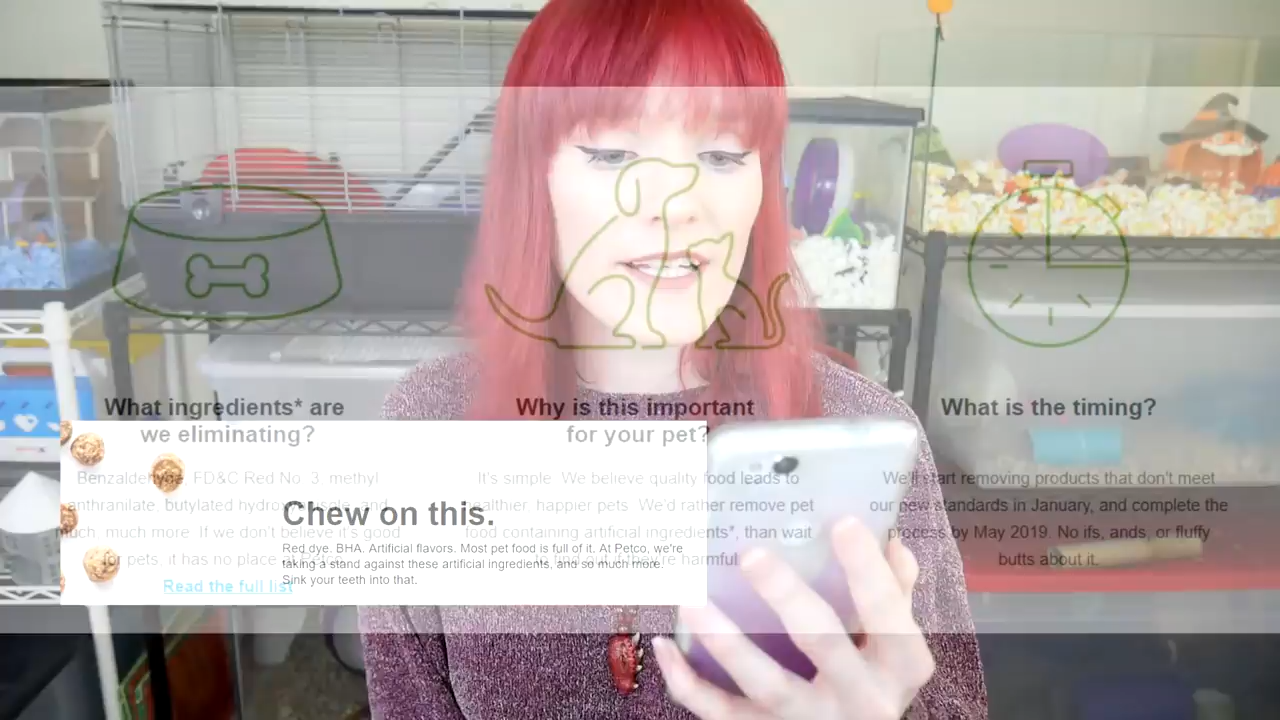 What ingredients* are
we eliminating?
Benzaldehyde, FD&C Red No. 3, methyl
anthranilate, butylated
much, much more. If we don't believe it's good
for pets, it has no place
Read the full list
Why is this important
for your pet?
It's simple. We believe quality food leads to
healthier, happier pets. We'd rather remove pet
food containing artificial ingredients*, than wait
they're harmful.
What is the timing?
We'll start removing products that don't meet
our new standards in January, and complete the
process by May 2019. No ifs, ands, or fluffy
butts about it.
Chew on this.
Red dye. BHA. Artificial flavors. Most pet food is full of it. At Petco, we're
taking a stand against these artificial ingredients, and so much more.
Sink your teeth into that.